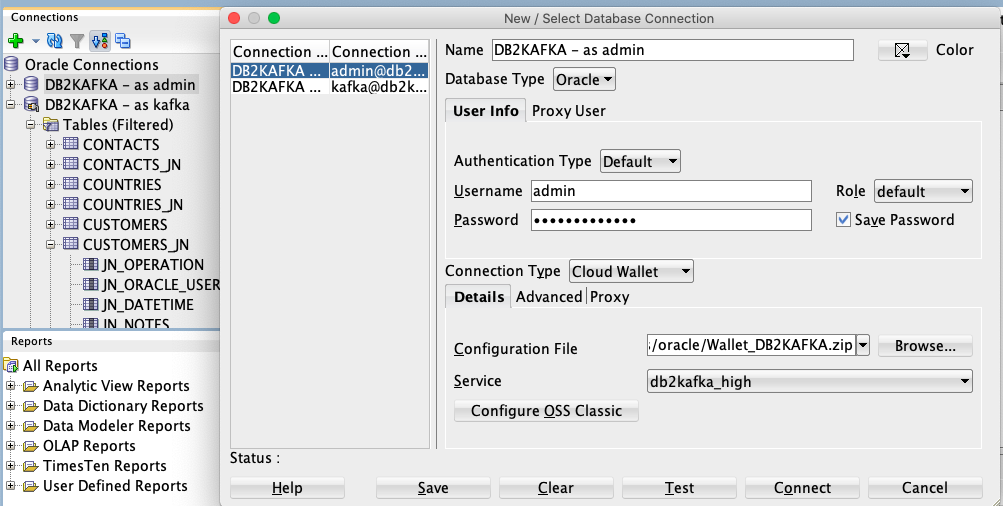 Connections
Oracle Connections
DB2KAFKA – as admin
DB2KAFKA – as kafka
Tables (Filtered)
CONTACTS
CONTACTS_JN
COUNTRIES
COUNTRIES_JN
CUSTOMERS
CUSTOMERS_JN
JN_OPERATION
JN_ORACLE_USER
JN_DATETIME
JN_NOTES
Reports
All Reports
Analytic View Reports
Data Dictionary Reports
Data Modeler Reports
OLAP Reports
TimesTen Reports
User Defined Reports
New / Select Database Connection
Connection ... Connection ...
DB2KAFKA ... admin@db2...
DB2KAFKA ... kafka@db2k...
Name DB2KAFKA – as admin Color
Database Type Oracle
User Info Proxy User
Authentication Type Default
Username admin Role default
Password ••••••••••••• Save Password
Connection Type Cloud Wallet
Details Advanced Proxy
Configuration File /oracle/Wallet_DB2KAFKA.zip Browse...
Service db2kafka_high
Configure OSS Classic
Status :
Help Save Clear Test Connect Cancel